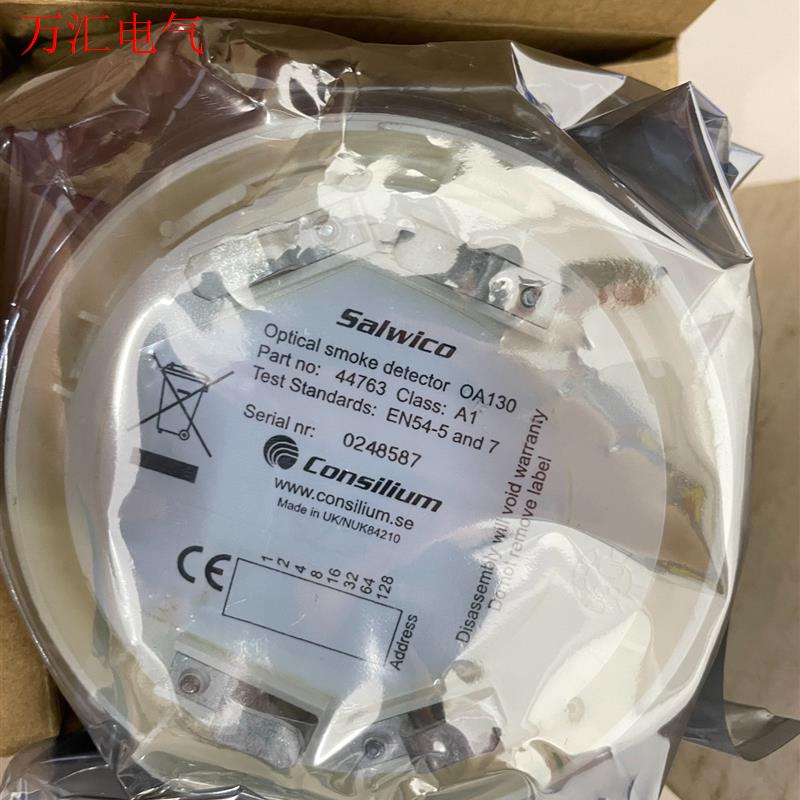 万汇电气
Salwico
Optical smoke detector OA130
Part no: 44763 Class: A1
Test Standards: EN54-5 and 7
Serial nr: 0248587
Consilium
www.consilium.se
Made in UK/NUK84210
CE
1 2 4 8 16 32 64 128
Address
Disassembly will void warranty
Do not remove label